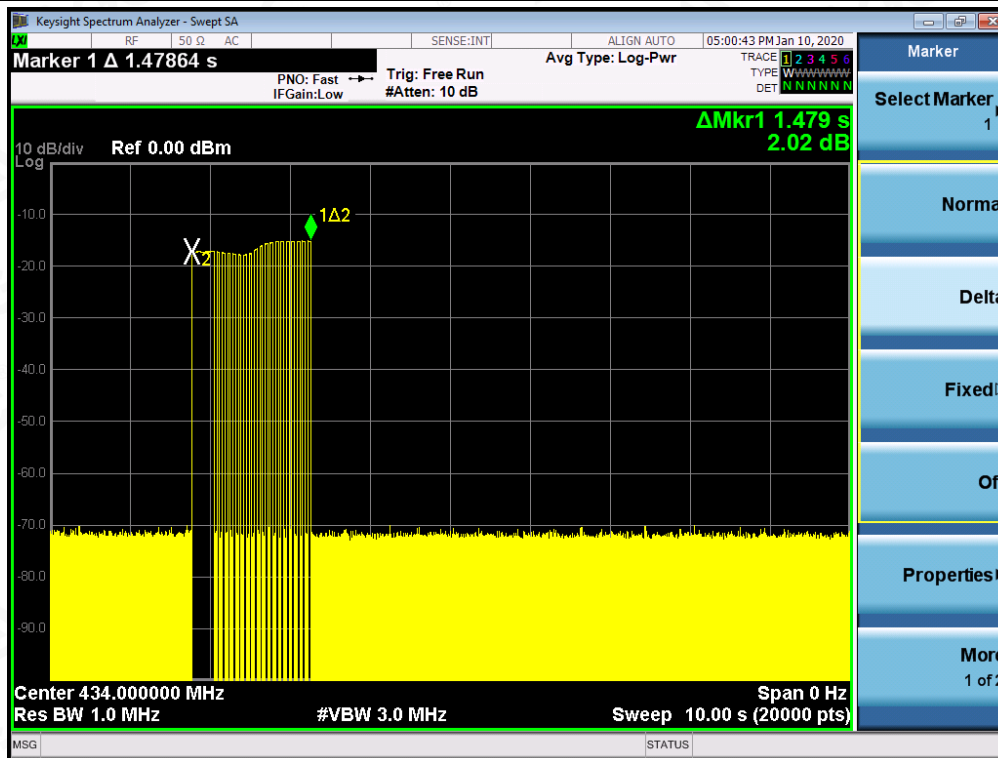 Keysight Spectrum Analyzer - Swept SA
LXI RF 50 Ω AC SENSE:INT ALIGN AUTO 05:00:43 PM Jan 10, 2020
Marker 1 Δ 1.47864 s
PNO: Fast
IFGain:Low
Trig: Free Run
#Atten: 10 dB
Avg Type: Log-Pwr
TRACE 1 2 3 4 5 6
TYPE WWWWWW
DET N N N N N N
ΔMkr1 1.479 s
2.02 dB
10 dB/div Ref 0.00 dBm
Log
-10.0
-20.0
-30.0
-40.0
-50.0
-60.0
-70.0
-80.0
-90.0
1Δ2
X2
Center 434.000000 MHz
Span 0 Hz
Res BW 1.0 MHz #VBW 3.0 MHz Sweep 10.00 s (20000 pts)
MSG STATUS
Marker
Select Marker
1
Norma
Delta
Fixed
Of
Properties
More
1 of 2